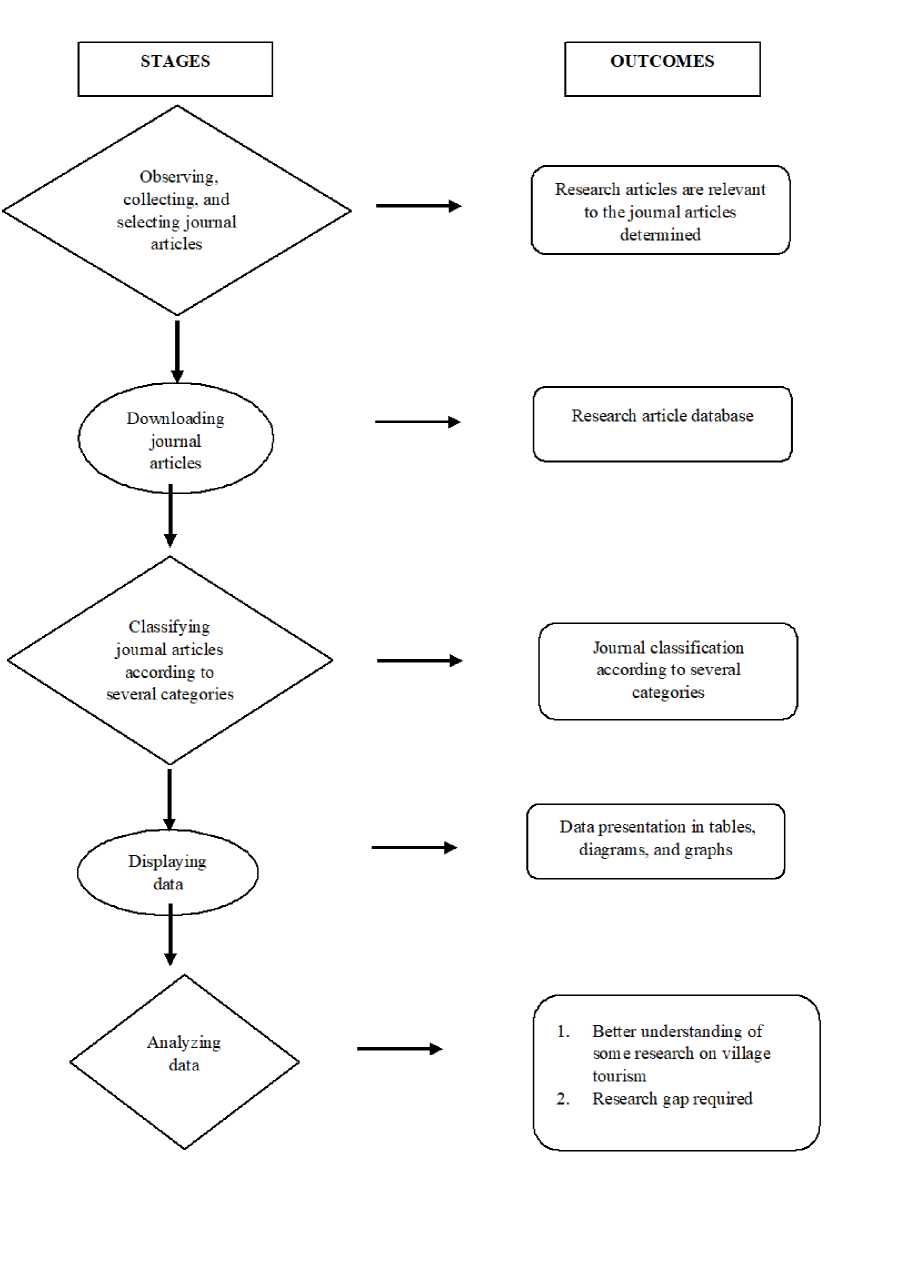 STAGES
OUTCOMES
Observing,
collecting, and
selecting journal
articles
Research articles are relevant
to the journal articles
determined
Downloading
journal
articles
Research article database
Classifying
journal articles
according to
several categories
Journal classification
according to several
categories
Displaying
data
Data presentation in tables,
diagrams, and graphs
Analyzing
data
1. Better understanding of
some research on village
tourism
2. Research gap required